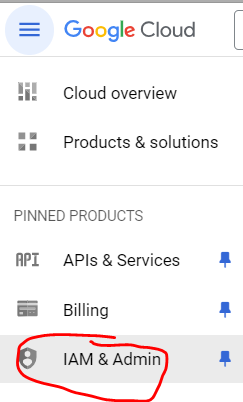 Google Cloud
Cloud overview
Products & solutions
PINNED PRODUCTS
API APIs & Services
Billing
IAM & Admin